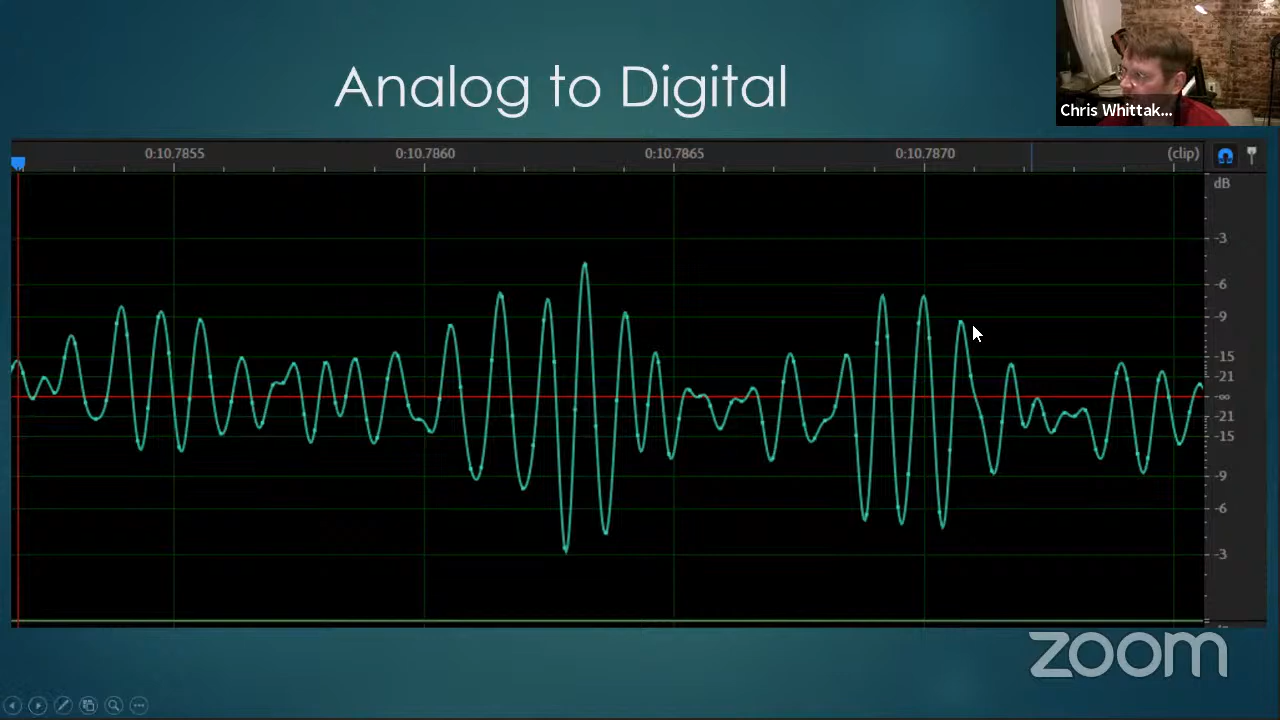 Analog to Digital
Chris Whittak...
0:10.7855 0:10.7860 0:10.7865 0:10.7870 (clip)
dB
-3
-6
-9
-15
-21
-∞
-21
-15
-9
-6
-3
zoom